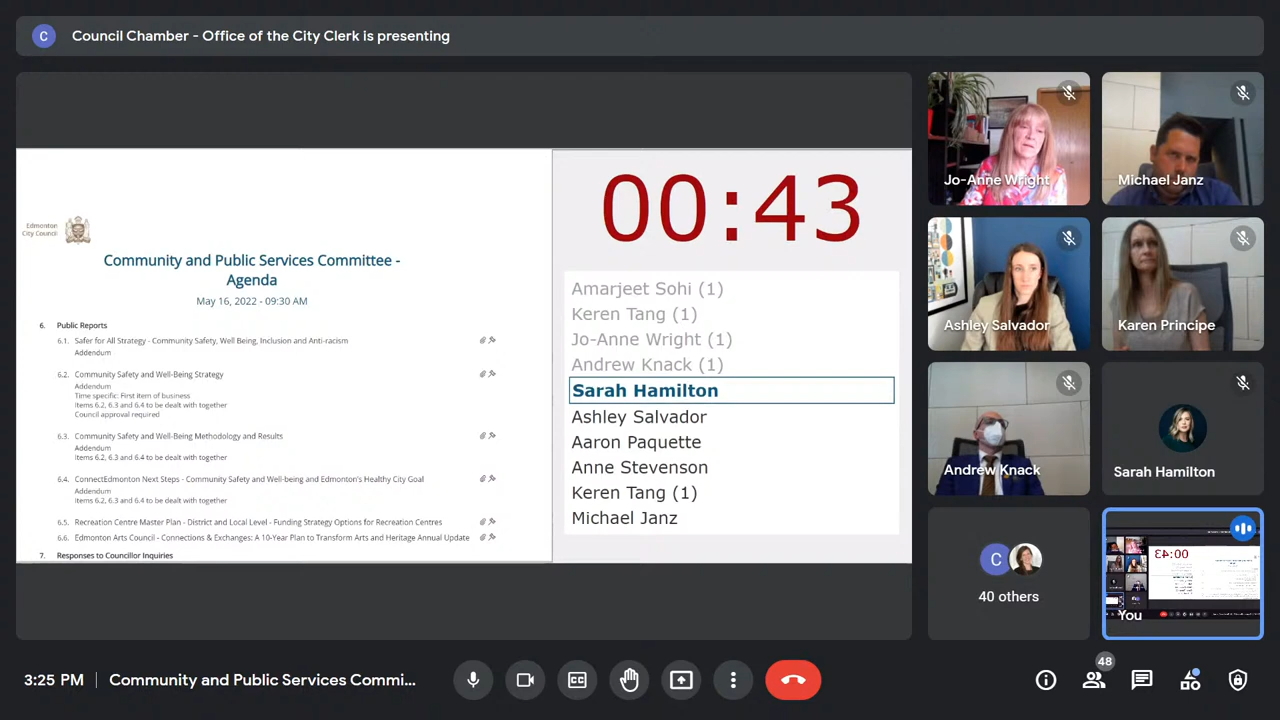 C
Council Chamber - Office of the City Clerk is presenting
Edmonton
City Council
Community and Public Services Committee -
Agenda
May 16, 2022 - 09:30 AM
6. Public Reports
6.1. Safer for All Strategy - Community Safety, Well Being, Inclusion and Anti-racism
Addendum
6.2. Community Safety and Well-Being Strategy
Addendum
Time specific: First item of business
Items 6.2, 6.3 and 6.4 to be dealt with together
Council approval required
6.3. Community Safety and Well-Being Methodology and Results
Addendum
Items 6.2, 6.3 and 6.4 to be dealt with together
6.4. ConnectEdmonton Next Steps - Community Safety and Well-being and Edmonton's Healthy City Goal
Addendum
Items 6.2, 6.3 and 6.4 to be dealt with together
6.5. Recreation Centre Master Plan - District and Local Level - Funding Strategy Options for Recreation Centres
6.6. Edmonton Arts Council - Connections & Exchanges: A 10-Year Plan to Transform Arts and Heritage Annual Update
7. Responses to Councillor Inquiries
00:43
Amarjeet Sohi (1)
Keren Tang (1)
Jo-Anne Wright (1)
Andrew Knack (1)
Sarah Hamilton
Ashley Salvador
Aaron Paquette
Anne Stevenson
Keren Tang (1)
Michael Janz
Jo-Anne Wright
Michael Janz
Ashley Salvador
Karen Principe
Andrew Knack
Sarah Hamilton
C
40 others
00:43
You
3:25 PM
Community and Public Services Commi...
CC
48